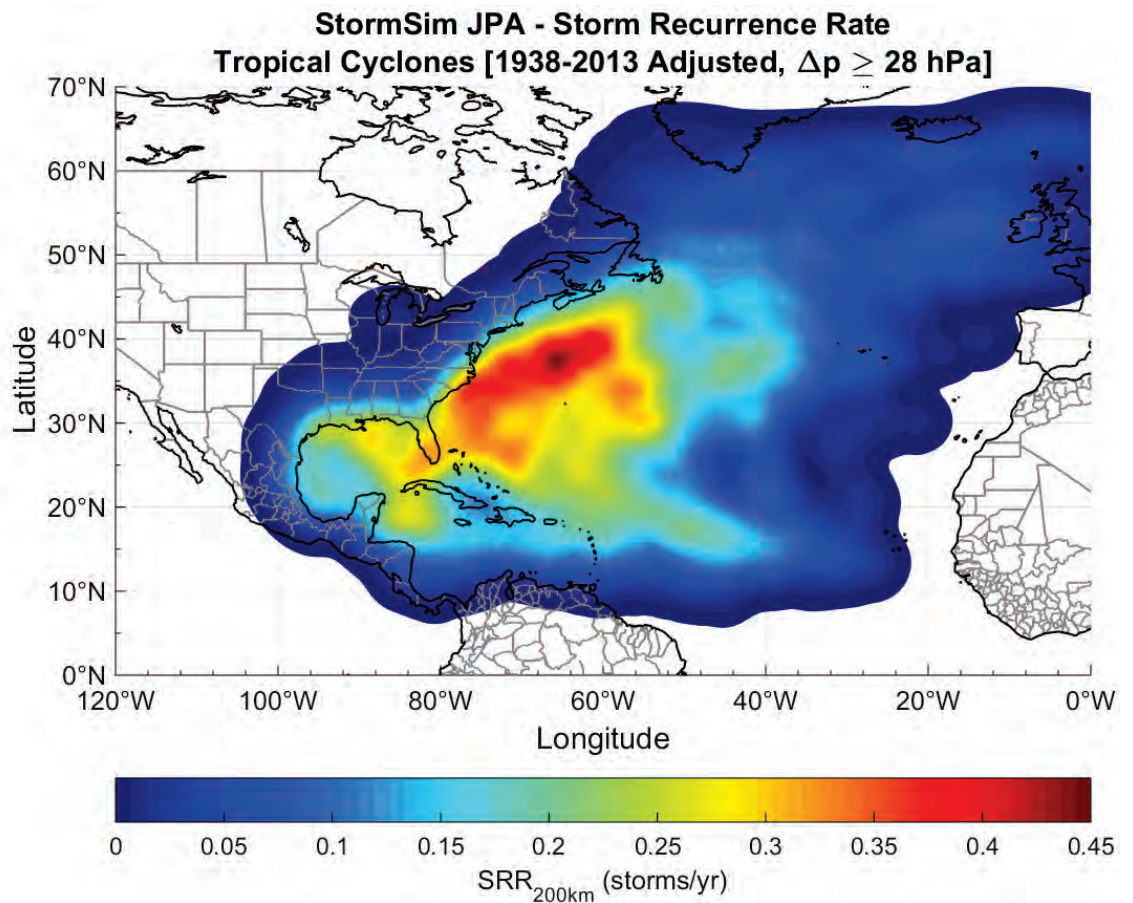 StormSim JPA - Storm Recurrence Rate
Tropical Cyclones [1938-2013 Adjusted, Δp ≥ 28 hPa]
70°N
60°N
50°N
40°N
30°N
20°N
10°N
0°N
Latitude
120°W 100°W 80°W 60°W 40°W 20°W 0°W
Longitude
0 0.05 0.1 0.15 0.2 0.25 0.3 0.35 0.4 0.45
SRR200km (storms/yr)